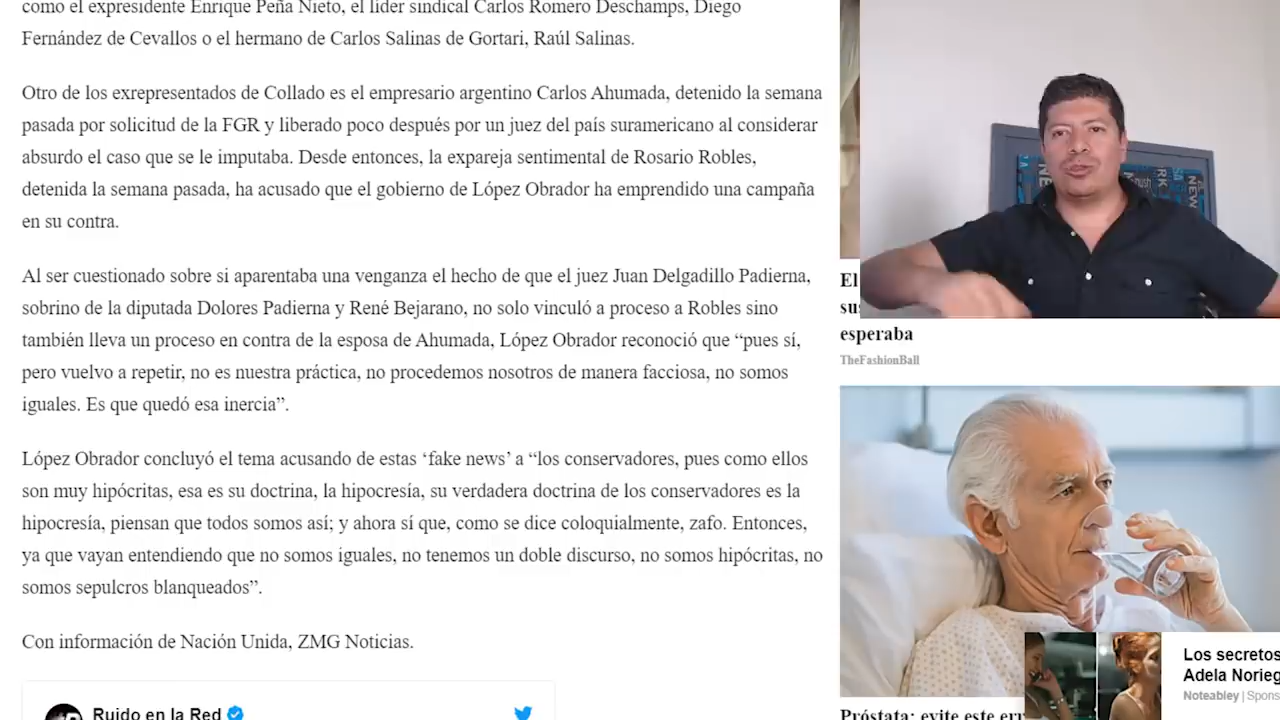 como el expresidente Enrique Peña Nieto, el líder sindical Carlos Romero Deschamps, Diego
Fernández de Cevallos o el hermano de Carlos Salinas de Gortari, Raúl Salinas.
Otro de los exrepresentados de Collado es el empresario argentino Carlos Ahumada, detenido la semana
pasada por solicitud de la FGR y liberado poco después por un juez del país suramericano al considerar
absurdo el caso que se le imputaba. Desde entonces, la expareja sentimental de Rosario Robles,
detenida la semana pasada, ha acusado que el gobierno de López Obrador ha emprendido una campaña
en su contra.
Al ser cuestionado sobre si aparentaba una venganza el hecho de que el juez Juan Delgadillo Padierna,
sobrino de la diputada Dolores Padierna y René Bejarano, no solo vinculó a proceso a Robles sino
también lleva un proceso en contra de la esposa de Ahumada, López Obrador reconoció que “pues sí,
pero vuelvo a repetir, no es nuestra práctica, no procedemos nosotros de manera facciosa, no somos
iguales. Es que quedó esa inercia”.
López Obrador concluyó el tema acusando de estas ‘fake news’ a “los conservadores, pues como ellos
son muy hipócritas, esa es su doctrina, la hipocresía, su verdadera doctrina de los conservadores es la
hipocresía, piensan que todos somos así; y ahora sí que, como se dice coloquialmente, zafo. Entonces,
ya que vayan entendiendo que no somos iguales, no tenemos un doble discurso, no somos hipócritas, no
somos sepulcros blanqueados”.
Con información de Nación Unida, ZMG Noticias.
Ruido en la Red
El
esperaba
TheFashionBall
Los secretos
Adela Norieg
Noteabley | Spons
Próstata: evite este